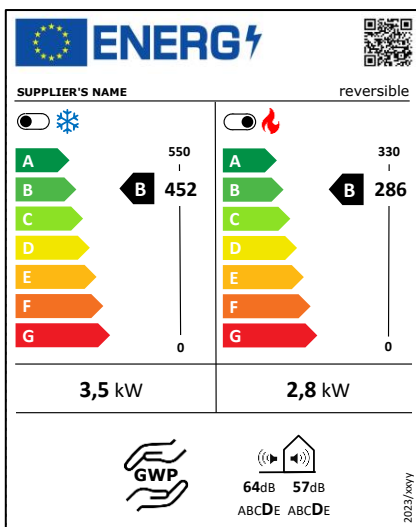 ENERG
SUPPLIER'S NAME
reversible
A
B
C
D
E
F
G
550
B 452
0
A
B
C
D
E
F
G
330
B 286
0
3,5 kW
2,8 kW
GWP
64dB 57dB
ABCDE ABCDE
2023/xxyy